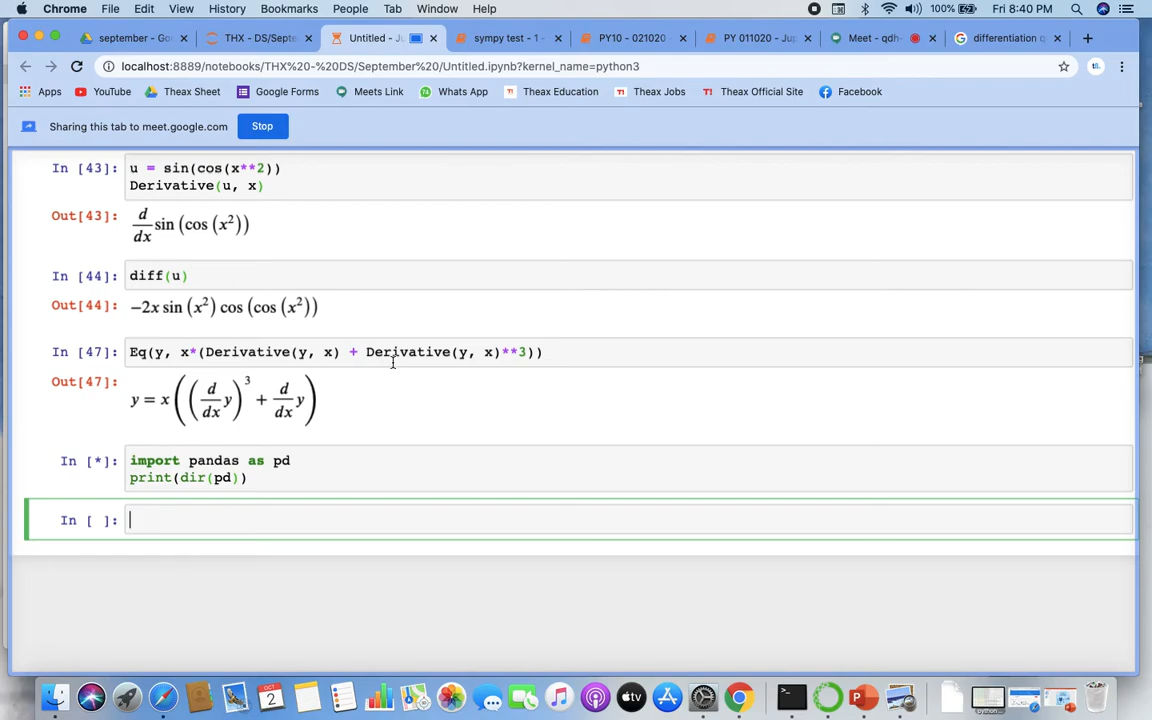 Chrome File Edit View History Bookmarks People Tab Window Help 100% Fri 8:40 PM
september - Go THX - DS/Septe Untitled - Ju sympy test - 1 - PY10 - 021020 - PY 011020 - Jup Meet - qdh- differentiation q
localhost:8889/notebooks/THX%20-%20DS/September%20/Untitled.ipynb?kernel_name=python3
Apps YouTube Theax Sheet Google Forms Meets Link Whats App Theax Education Theax Jobs Theax Official Site Facebook
Sharing this tab to meet.google.com Stop
In [43]: u = sin(cos(x**2))
Derivative(u, x)
Out[43]: d/dx sin (cos (x²))
In [44]: diff(u)
Out[44]: −2x sin (x²) cos (cos (x²))
In [47]: Eq(y, x*(Derivative(y, x) + Derivative(y, x)**3))
Out[47]: y = x((d/dx y)³ + d/dx y)
In [*]: import pandas as pd
print(dir(pd))
In [ ]:
OCT
2
tv